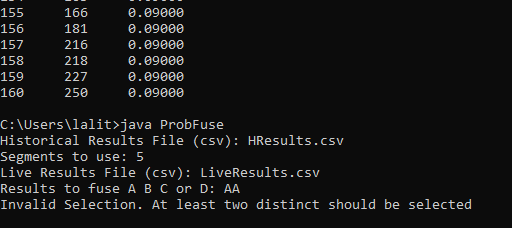 155 166 0.09000
156 181 0.09000
157 216 0.09000
158 218 0.09000
159 227 0.09000
160 250 0.09000
C:\Users\lalit>java ProbFuse
Historical Results File (csv): HResults.csv
Segments to use: 5
Live Results File (csv): LiveResults.csv
Results to fuse A B C or D: AA
Invalid Selection. At least two distinct should be selected